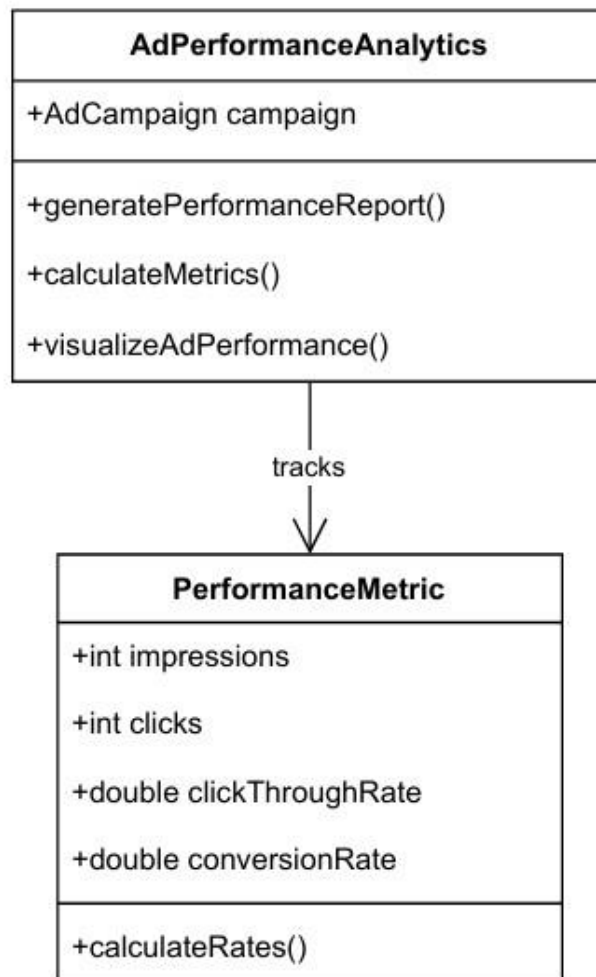 AdPerformanceAnalytics
+AdCampaign campaign
+generatePerformanceReport()
+calculateMetrics()
+visualizeAdPerformance()
tracks
PerformanceMetric
+int impressions
+int clicks
+double clickThroughRate
+double conversionRate
+calculateRates()